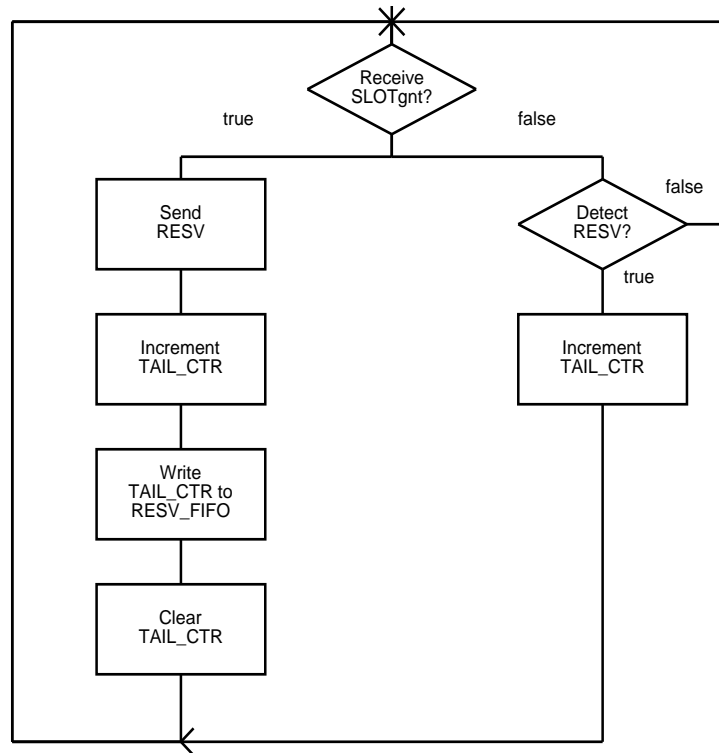 Receive
SLOTgnt?
true
false
Send
RESV
Detect
RESV?
false
true
Increment
TAIL_CTR
Increment
TAIL_CTR
Write
TAIL_CTR to
RESV_FIFO
Clear
TAIL_CTR